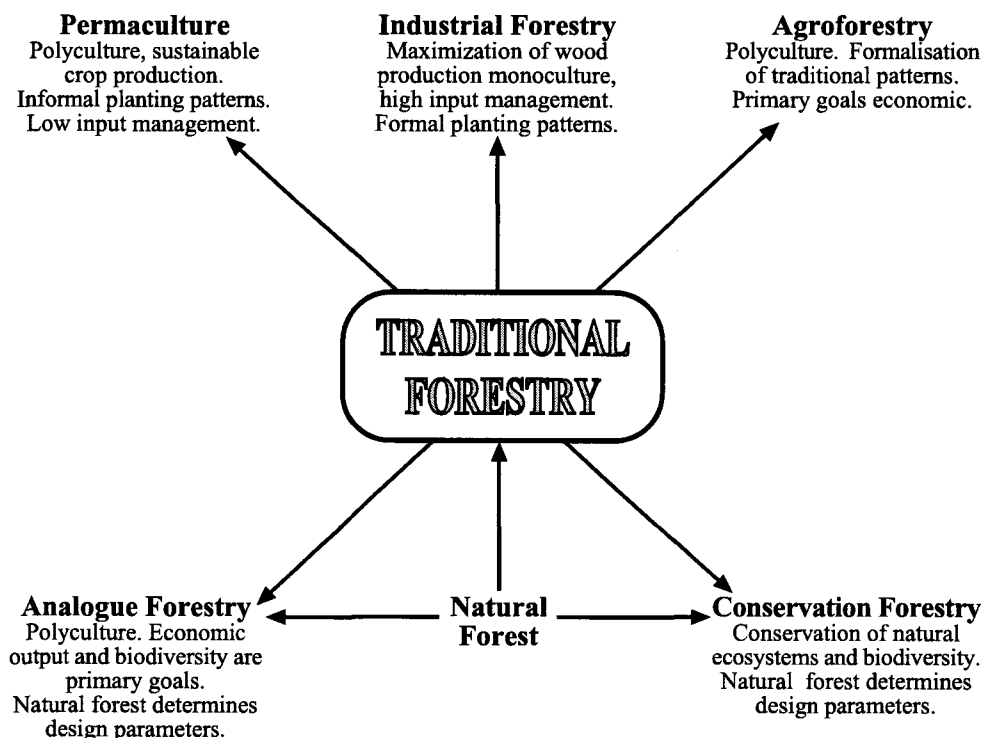 Permaculture
Polyculture, sustainable
crop production.
Informal planting patterns.
Low input management.
Industrial Forestry
Maximization of wood
production monoculture,
high input management.
Formal planting patterns.
Agroforestry
Polyculture. Formalisation
of traditional patterns.
Primary goals economic.
TRADITIONAL
FORESTRY
Analogue Forestry
Polyculture. Economic
output and biodiversity are
primary goals.
Natural forest determines
design parameters.
Natural
Forest
Conservation Forestry
Conservation of natural
ecosystems and biodiversity.
Natural forest determines
design parameters.